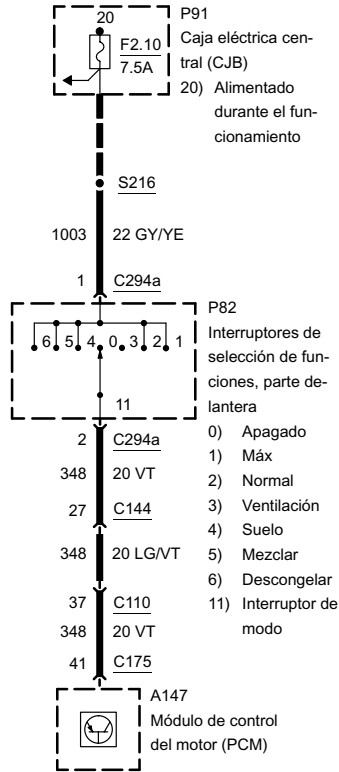 20
F2.10
7.5A
P91
Caja eléctrica cen-
tral (CJB)
20) Alimentado
durante el fun-
cionamiento
S216
1003 22 GY/YE
1 C294a
6 5 4 0 3 2 1
11
P82
Interruptores de
selección de fun-
ciones, parte de-
lantera
0) Apagado
1) Máx
2) Normal
3) Ventilación
4) Suelo
5) Mezclar
6) Descongelar
11) Interruptor de
modo
2 C294a
348 20 VT
27 C144
348 20 LG/VT
37 C110
348 20 VT
41 C175
A147
Módulo de control
del motor (PCM)